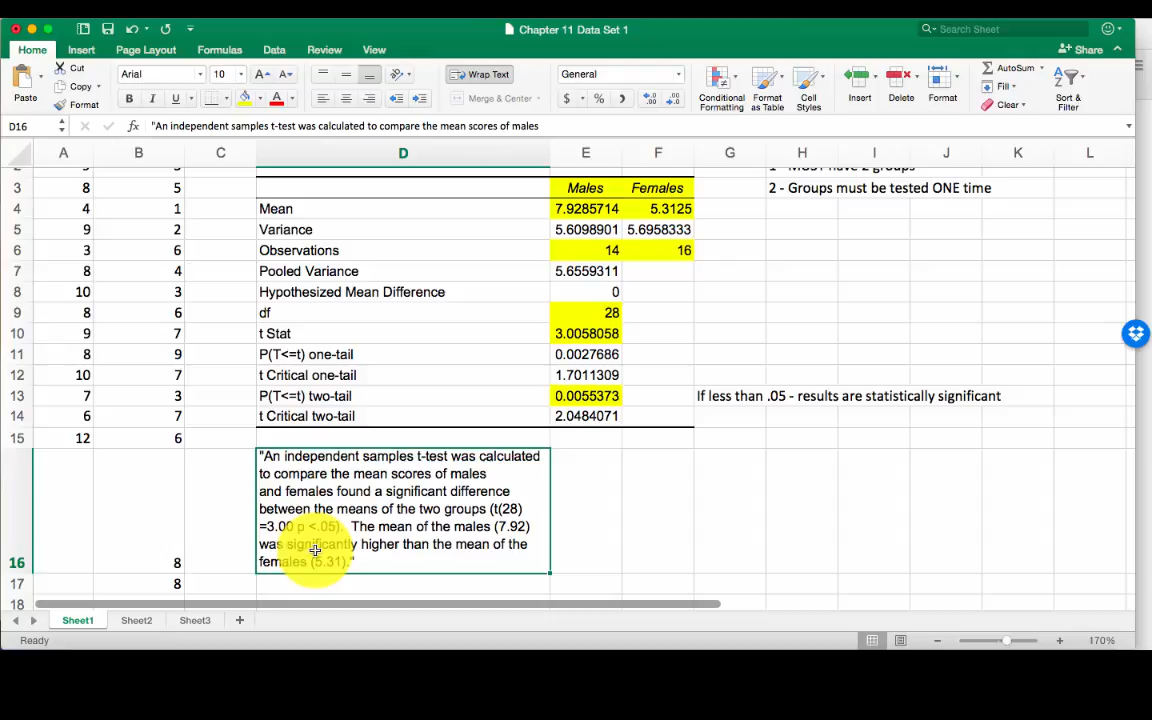 Chapter 11 Data Set 1
Search Sheet
Home Insert Page Layout Formulas Data Review View
Share
Cut
Copy
Format
Paste
Arial 10
B I U
Wrap Text
Merge & Center
General
$ % )
Conditional Formatting
Format as Table
Cell Styles
Insert
Delete
Format
AutoSum
Fill
Clear
Sort & Filter
D16 fx "An independent samples t-test was calculated to compare the mean scores of males
A B C D E F G H I J K L
3 8 5 Males Females 2 - Groups must be tested ONE time
4 4 1 Mean 7.9285714 5.3125
5 9 2 Variance 5.6098901 5.6958333
6 3 6 Observations 14 16
7 8 4 Pooled Variance 5.6559311
8 10 3 Hypothesized Mean Difference 0
9 8 6 df 28
10 9 7 t Stat 3.0058058
11 8 9 P(T<=t) one-tail 0.0027686
12 10 7 t Critical one-tail 1.7011309
13 7 3 P(T<=t) two-tail 0.0055373 If less than .05 - results are statistically significant
14 6 7 t Critical two-tail 2.0484071
15 12 6
"An independent samples t-test was calculated
to compare the mean scores of males
and females found a significant difference
between the means of the two groups (t(28)
=3.00 p <.05). The mean of the males (7.92)
was significantly higher than the mean of the
16 8 females (5.31)."
17 8
18
Sheet1 Sheet2 Sheet3 +
Ready 170%